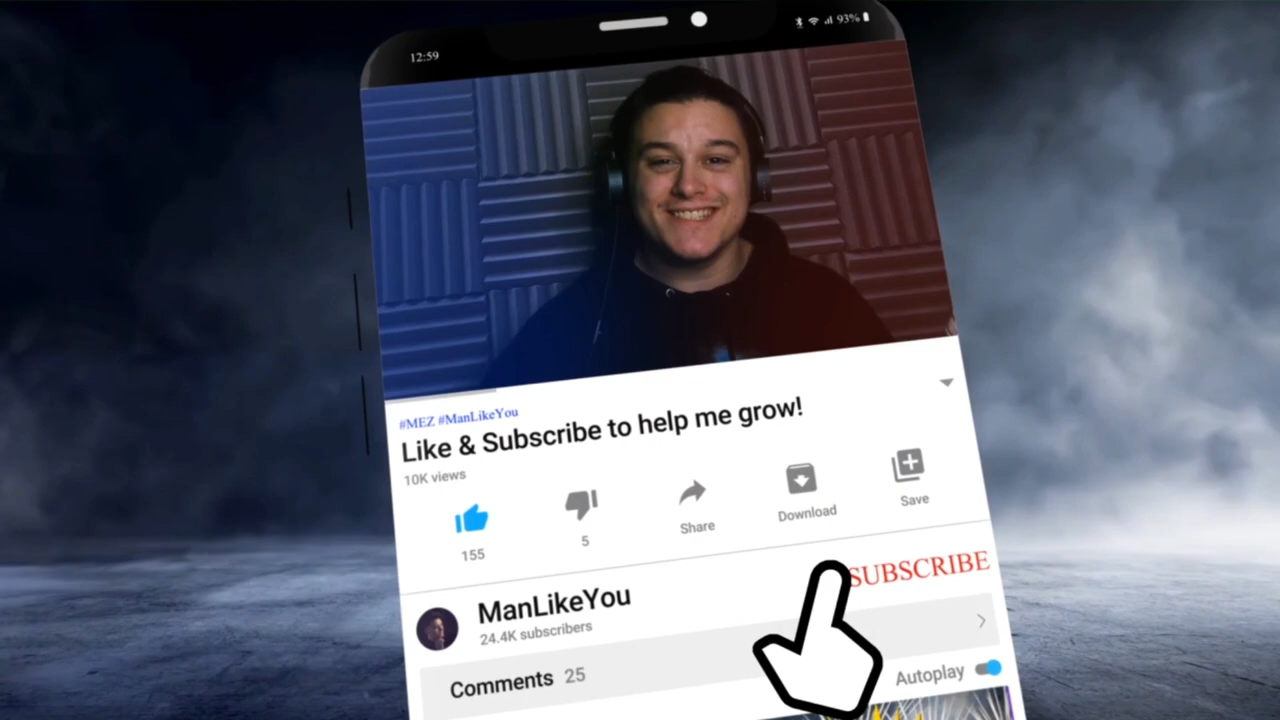 12:59
93%
#MEZ #ManLikeYou
Like & Subscribe to help me grow!
10K views
155
5
Share
Download
Save
ManLikeYou
SUBSCRIBE
24.4K subscribers
Comments 25
Autoplay